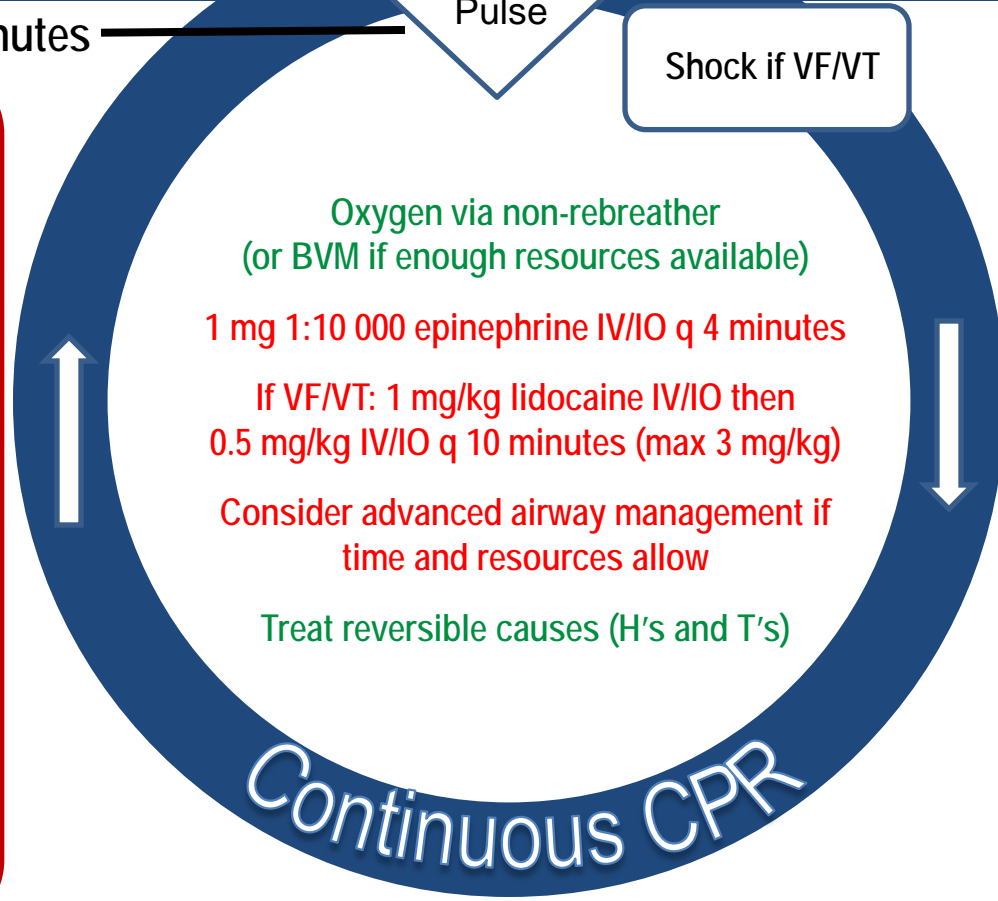 Pulse
nutes
Shock if VF/VT
Oxygen via non-rebreather
(or BVM if enough resources available)
1 mg 1:10 000 epinephrine IV/IO q 4 minutes
If VF/VT: 1 mg/kg lidocaine IV/IO then
0.5 mg/kg IV/IO q 10 minutes (max 3 mg/kg)
Consider advanced airway management if
time and resources allow
Treat reversible causes (H's and T's)
Continuous CPR